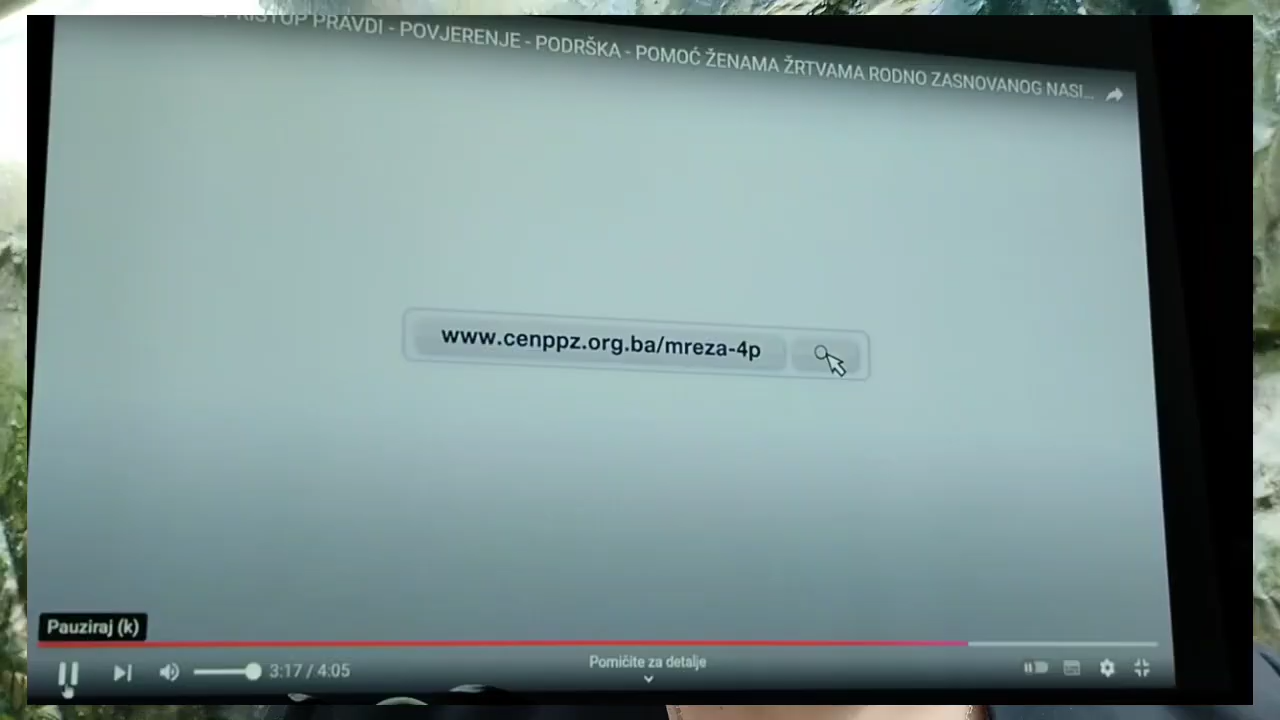 PRISTUP PRAVDI - POVJERENJE - PODRŠKA - POMOĆ ŽENAMA ŽRTVAMA RODNO ZASNOVANOG NASI...
www.cenppz.org.ba/mreza-4p
Pauziraj (k)
3:17 / 4:05
Pomičite za detalje